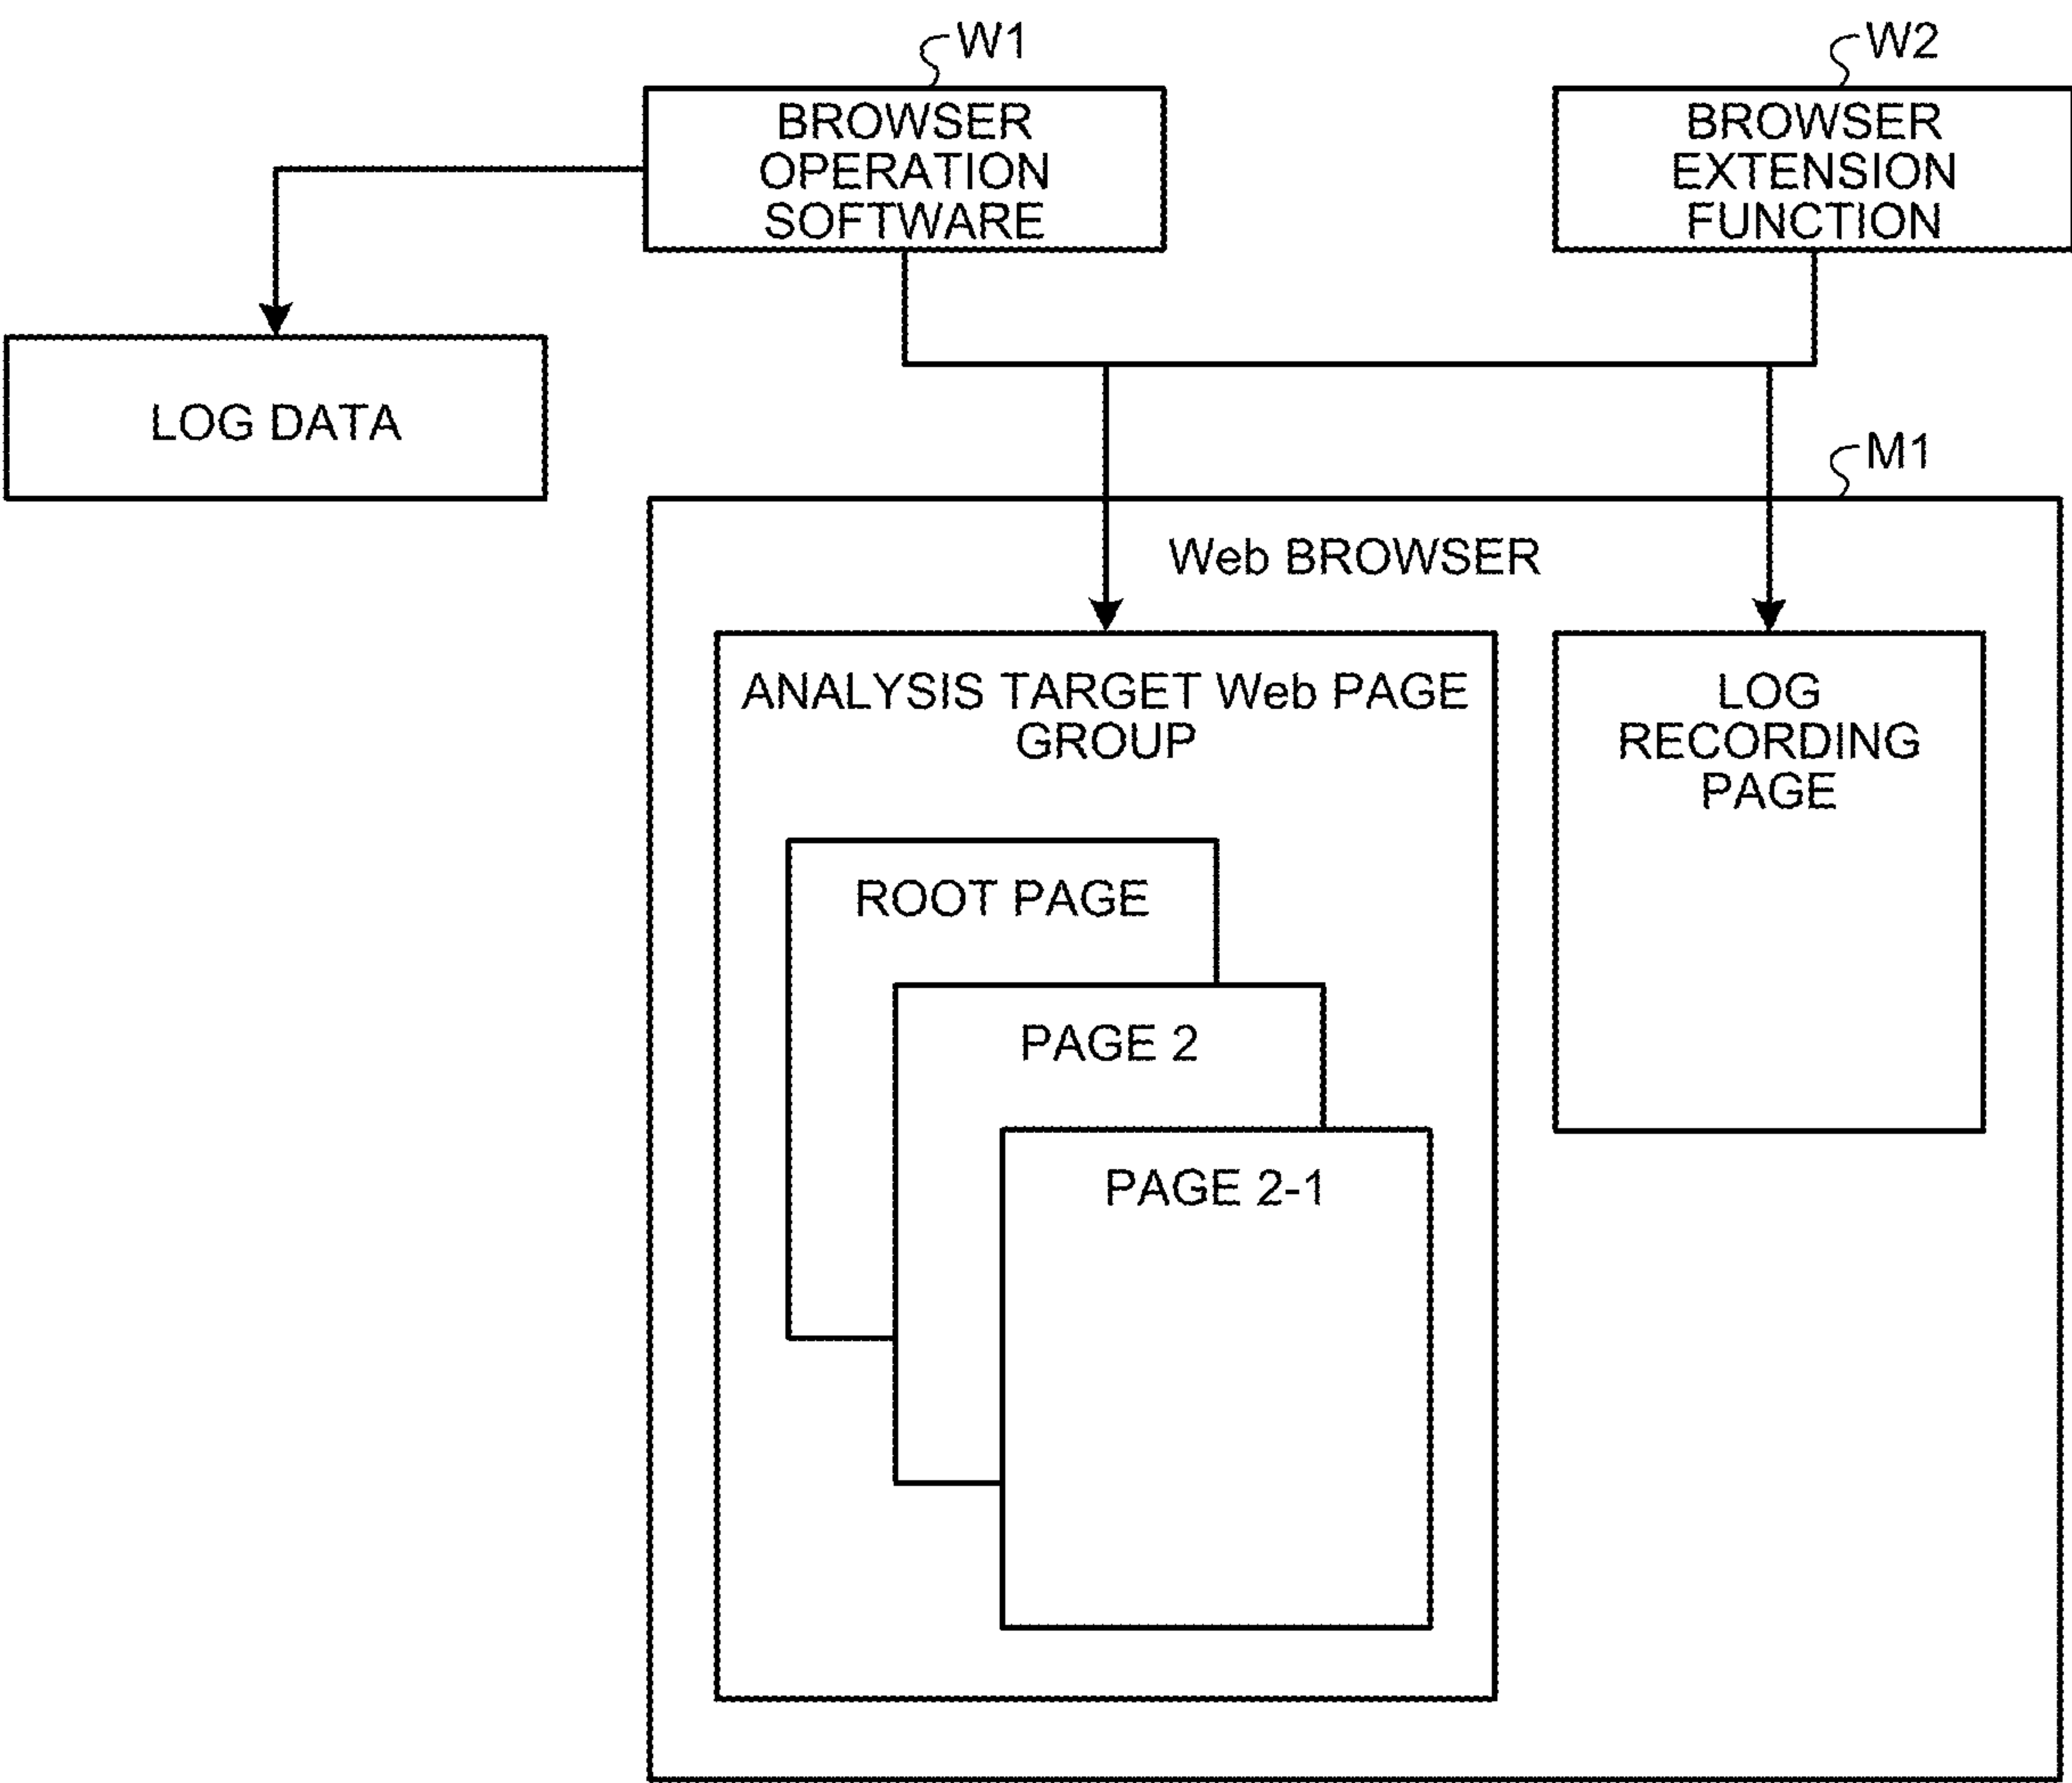 W1
BROWSER
OPERATION
SOFTWARE
W2
BROWSER
EXTENSION
FUNCTION
LOG DATA
M1
Web BROWSER
ANALYSIS TARGET Web PAGE
GROUP
ROOT PAGE
PAGE 2
PAGE 2-1
LOG
RECORDING
PAGE